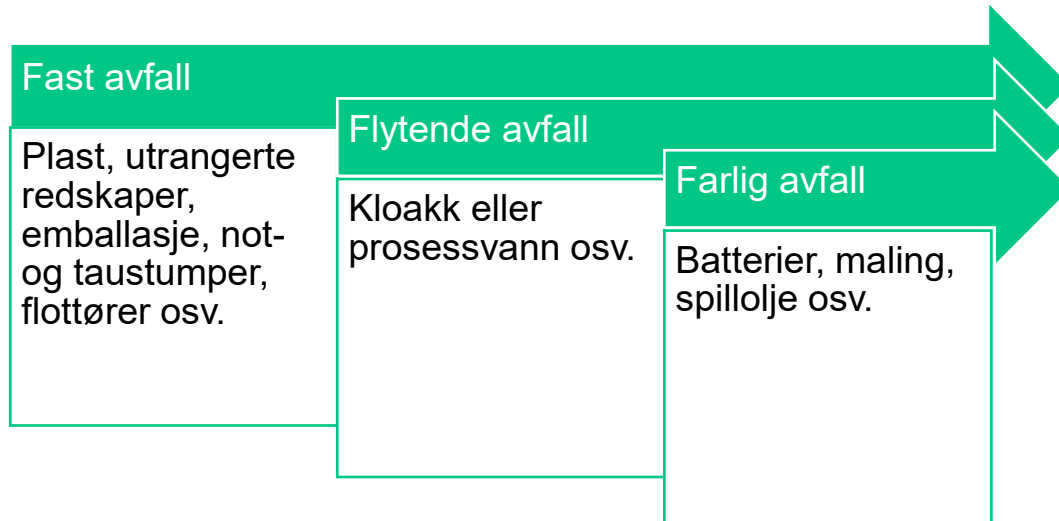 Fast avfall
Plast, utrangerte
redskaper,
emballasje, not-
og taustumper,
flottører osv.
Flytende avfall
Kloakk eller
prosessvann osv.
Farlig avfall
Batterier, maling,
spillolje osv.